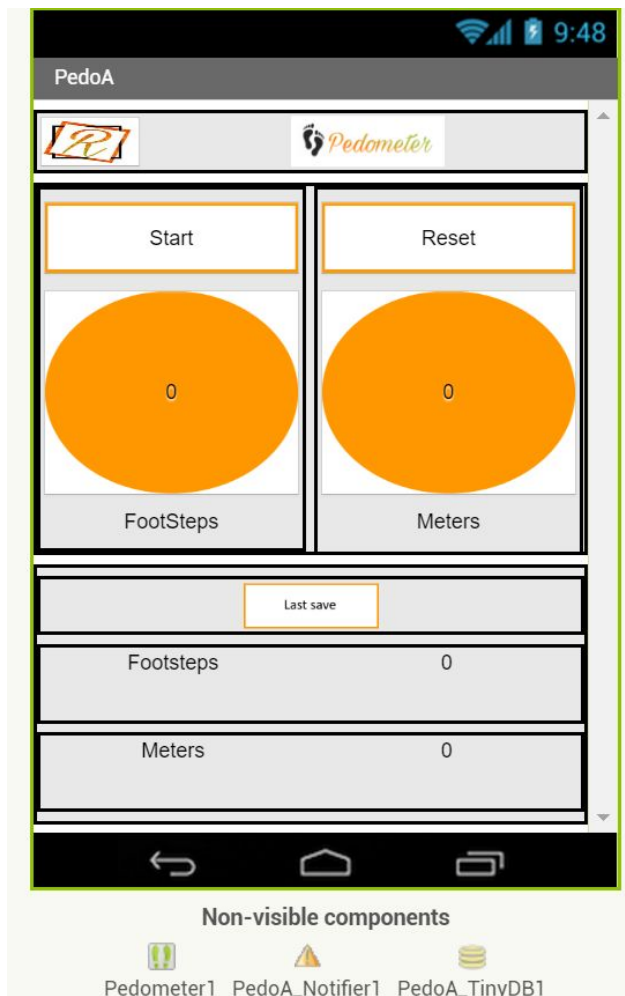 9:48
PedoA
R Pedometer
Start Reset
0 0
FootSteps Meters
Last save
Footsteps 0
Meters 0
Non-visible components
Pedometer1 PedoA_Notifier1 PedoA_TinyDB1